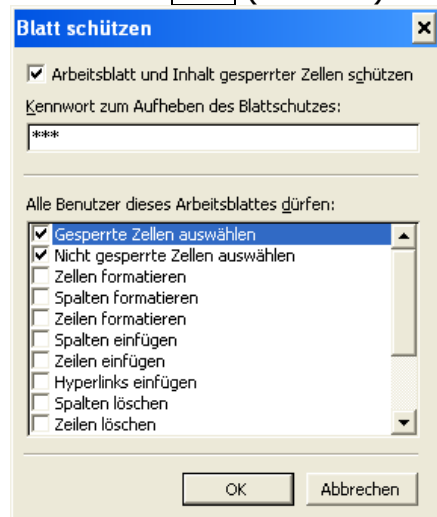 Blatt schützen
Arbeitsblatt und Inhalt gesperrter Zellen schützen
Kennwort zum Aufheben des Blattschutzes:
***
Alle Benutzer dieses Arbeitsblattes dürfen:
Gesperrte Zellen auswählen
Nicht gesperrte Zellen auswählen
Zellen formatieren
Spalten formatieren
Zeilen formatieren
Spalten einfügen
Zeilen einfügen
Hyperlinks einfügen
Spalten löschen
Zeilen löschen
OK Abbrechen